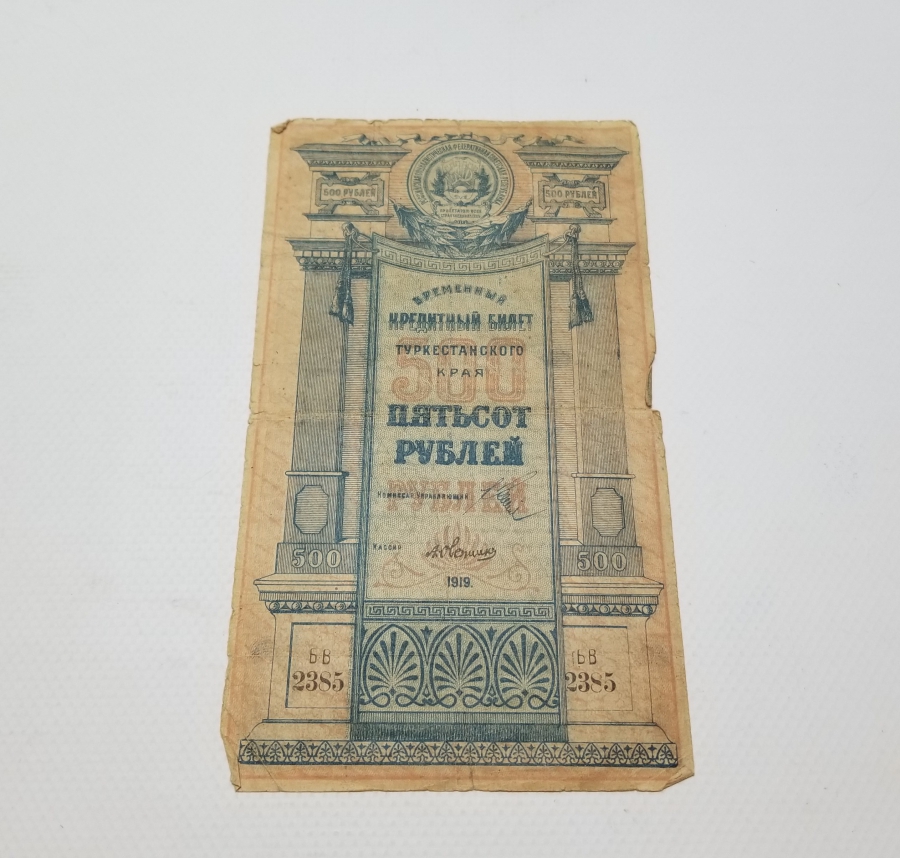 500 РУБЛЕЙ
500 РУБЛЕЙ
ВРЕМЕННЫЙ
КРЕДИТНЫЙ БИЛЕТ
ТУРКЕСТАНСКОГО
500
КРАЯ
ПЯТЬСОТ
РУБЛЕЙ
Комиссар Управляющий
РУБЛЕЙ
Кассир
500
500
1919.
БВ
2385
БВ
2385